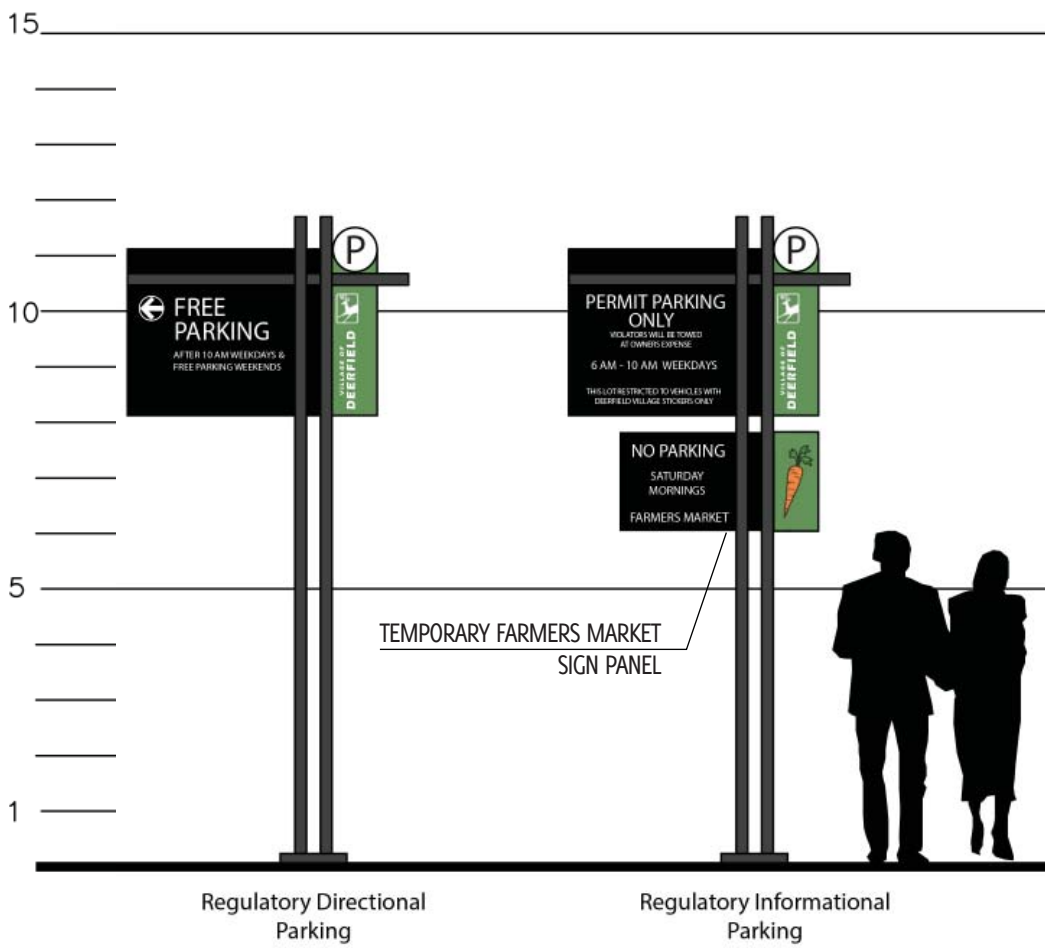 15
10
5
1
P
FREE
PARKING
AFTER 10 AM WEEKDAYS &
FREE PARKING WEEKENDS
VILLAGE OF
DEERFIELD
P
PERMIT PARKING
ONLY
VIOLATORS WILL BE TOWED
AT OWNERS EXPENSE
6 AM - 10 AM WEEKDAYS
THIS LOT RESTRICTED TO VEHICLES WITH
DEERFIELD VILLAGE STICKERS ONLY
VILLAGE OF
DEERFIELD
NO PARKING
SATURDAY
MORNINGS
FARMERS MARKET
TEMPORARY FARMERS MARKET
SIGN PANEL
Regulatory Directional
Parking
Regulatory Informational
Parking